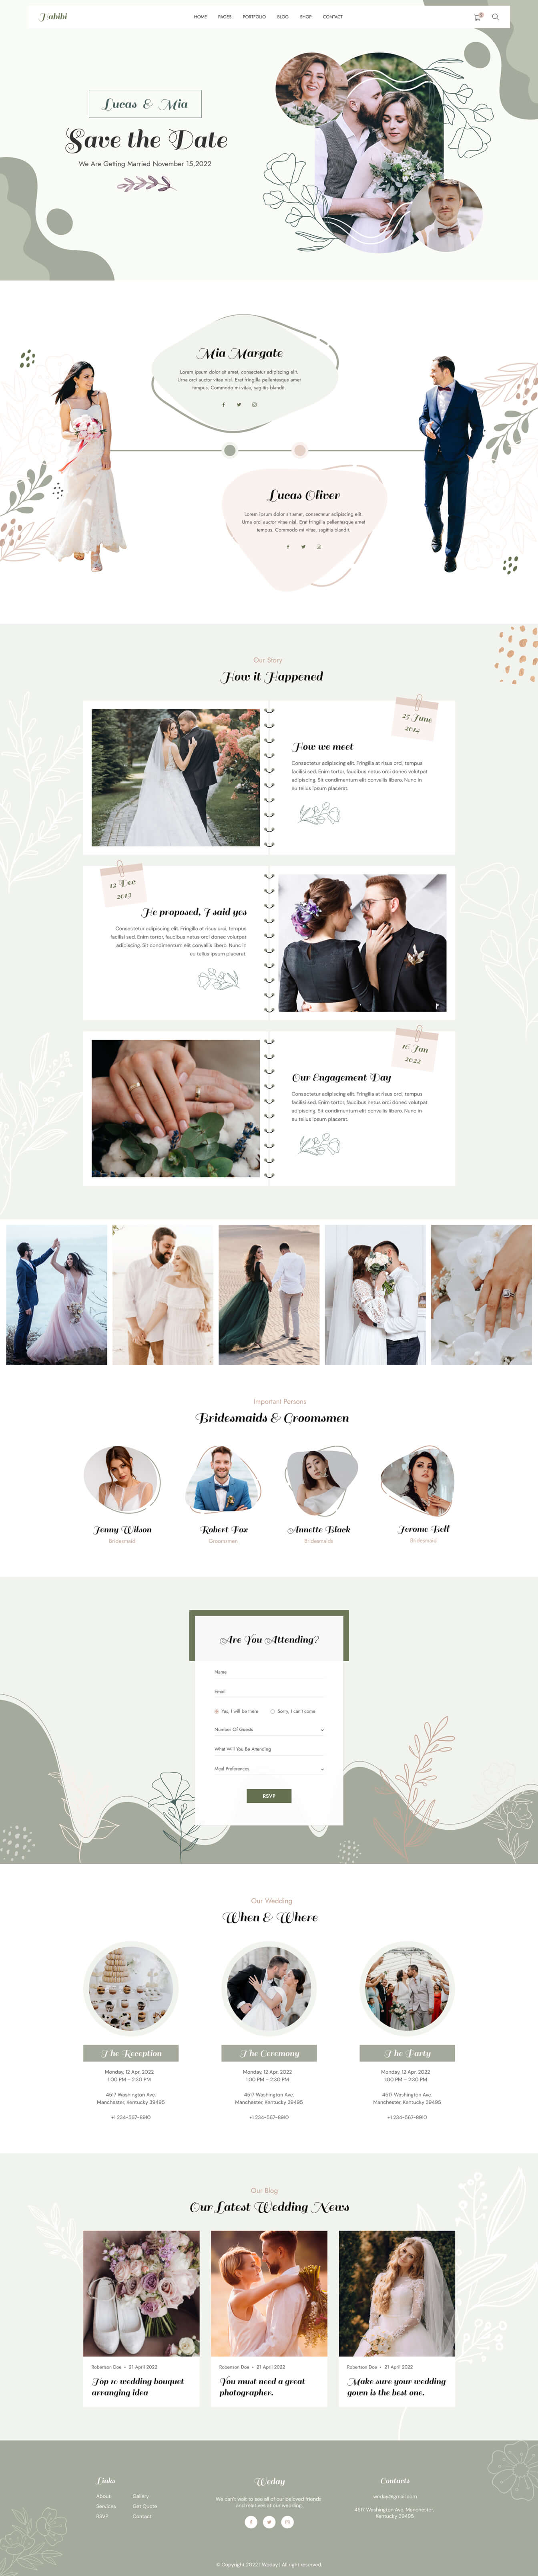 Habibi
HOME PAGES PORTFOLIO BLOG SHOP CONTACT
Lucas & Mia
Save the Date
We Are Getting Married November 15,2022
Mia Margate
Lorem ipsum dolor sit amet, consectetur adipiscing elit.
Urna orci auctor vitae nisl. Erat fringilla pellentesque amet
tempus. Commodo mi vitae, sagittis blandit.
Lucas Oliver
Lorem ipsum dolor sit amet, consectetur adipiscing elit.
Urna orci auctor vitae nisl. Erat fringilla pellentesque amet
tempus. Commodo mi vitae, sagittis blandit.
Our Story
How it Happened
25 June
2014
How we meet
Consectetur adipiscing elit. Fringilla at risus orci, tempus
facilisi sed. Enim tortor, faucibus netus orci donec volutpat
adipiscing. Sit condimentum elit convallis libero. Nunc in
eu tellus ipsum placerat.
12 Dec
2019
He proposed, I said yes
Consectetur adipiscing elit. Fringilla at risus orci, tempus
facilisi sed. Enim tortor, faucibus netus orci donec volutpat
adipiscing. Sit condimentum elit convallis libero. Nunc in
eu tellus ipsum placerat.
16 Jan
2022
Our Engagement Day
Consectetur adipiscing elit. Fringilla at risus orci, tempus
facilisi sed. Enim tortor, faucibus netus orci donec volutpat
adipiscing. Sit condimentum elit convallis libero. Nunc in
eu tellus ipsum placerat.
Important Persons
Bridesmaids & Groomsmen
Jenny Wilson
Bridesmaid
Robert Fox
Groomsmen
Annette Black
Bridesmaids
Jerome Bell
Bridesmaid
Are You Attending?
Name
Email
Yes, I will be there Sorry, I can't come
Number Of Guests
What Will You Be Attending
Meal Preferences
RSVP
Our Wedding
When & Where
The Reception
Monday, 12 Apr. 2022
1:00 PM – 2:30 PM
4517 Washington Ave.
Manchester, Kentucky 39495
+1 234-567-8910
The Ceremony
Monday, 12 Apr. 2022
1:00 PM – 2:30 PM
4517 Washington Ave.
Manchester, Kentucky 39495
+1 234-567-8910
The Party
Monday, 12 Apr. 2022
1:00 PM – 2:30 PM
4517 Washington Ave.
Manchester, Kentucky 39495
+1 234-567-8910
Our Blog
Our Latest Wedding News
Robertson Doe • 21 April 2022
Top 10 wedding bouquet
arranging idea
Robertson Doe • 21 April 2022
You must need a great
photographer.
Robertson Doe • 21 April 2022
Make sure your wedding
gown is the best one.
Links
About Gallery
Services Get Quote
RSVP Contact
Weday
We can't wait to see all of our beloved friends
and relatives at our wedding.
Contacts
weday@gmail.com
4517 Washington Ave. Manchester,
Kentucky 39495
© Copyright 2022 | Weday | All right reserved.